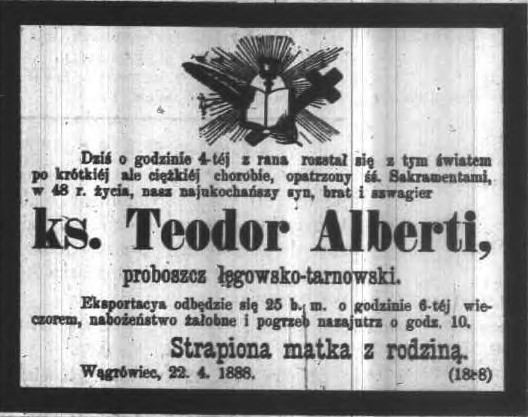 Dziś o godzinie 4-téj z rana rozstał się z tym światem
po krótkiéj ale ciężkiéj chorobie, opatrzony śś. Sakramentami,
w 48 r. życia, nasz najukochańszy syn, brat i szwagier
ks. Teodor Alberti,
proboszcz łęgowsko-tarnowski.
Eksportacya odbędzie się 25 b. m. o godzinie 6-téj wie-
czorem, nabożeństwo żałobne i pogrzeb nazajutrz o godz. 10.
Strapiona matka z rodziną.
Wągrówiec, 22. 4. 1888.